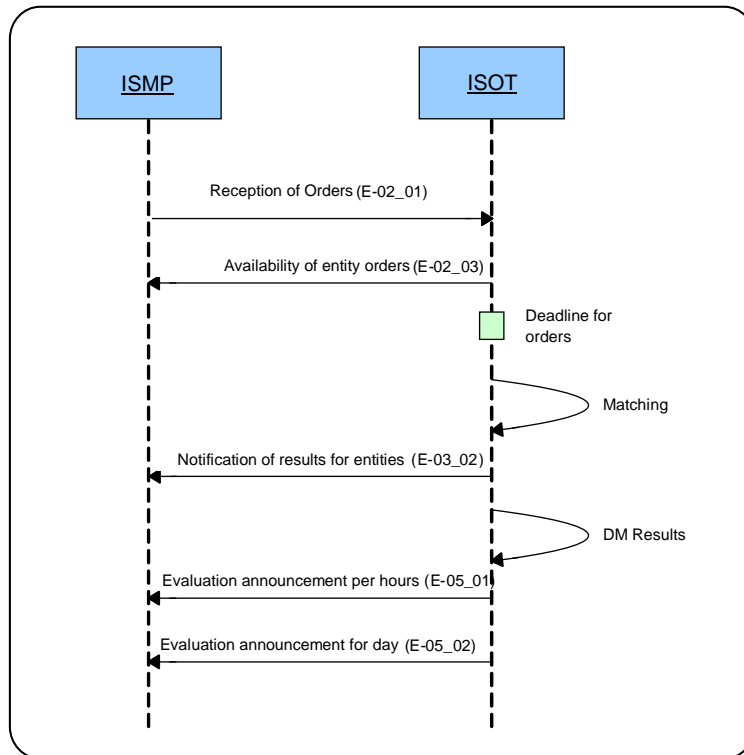 ISMP
ISOT
Reception of Orders (E-02_01)
Availability of entity orders (E-02_03)
Deadline for
orders
Matching
Notification of results for entities (E-03_02)
DM Results
Evaluation announcement per hours (E-05_01)
Evaluation announcement for day (E-05_02)